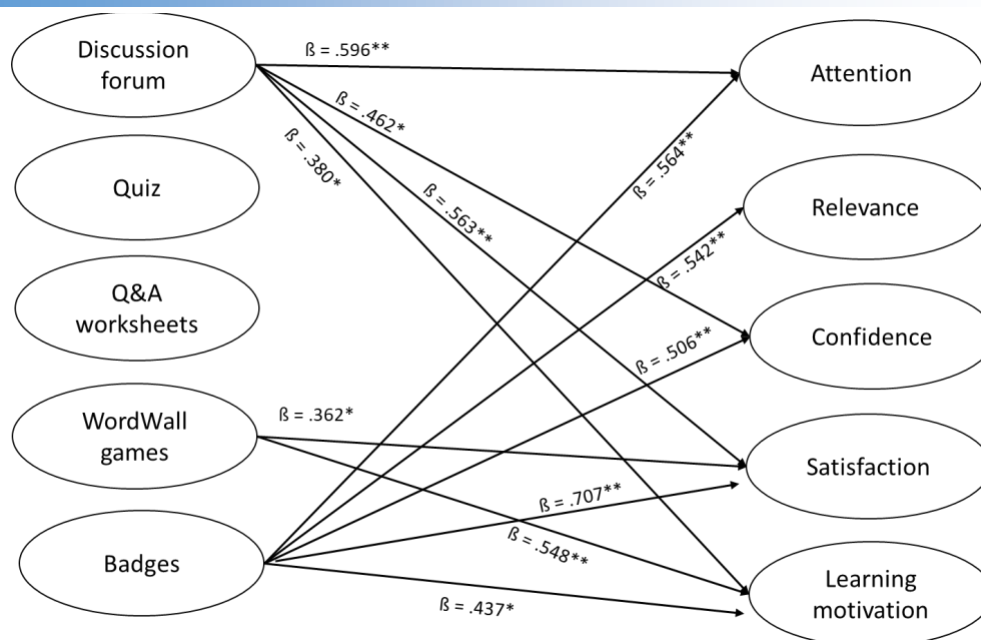 Discussion
forum
ß = .596**
Attention
ß = .462*
ß = .380*
ß = .564**
Quiz
ß = .563**
Relevance
ß = .542**
Q&A
worksheets
ß = .506**
Confidence
WordWall
games
ß = .362*
Satisfaction
ß = .707**
ß = .548**
Badges
ß = .437*
Learning
motivation